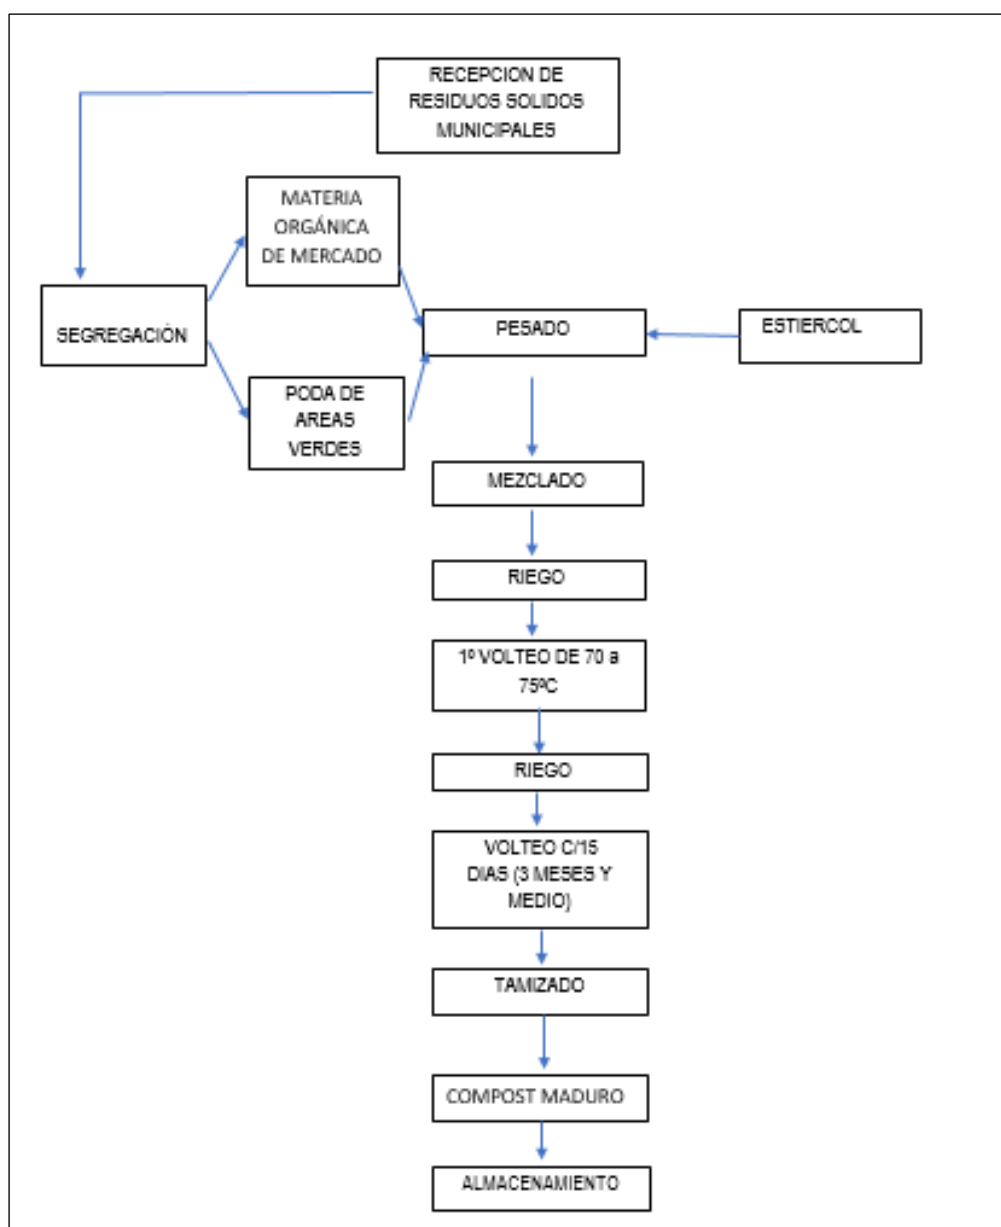 RECEPCION DE
RESIDUOS SOLIDOS
MUNICIPALES
MATERIA
ORGÁNICA
DE MERCADO
SEGREGACIÓN
PESADO
ESTIERCOL
PODA DE
AREAS
VERDES
MEZCLADO
RIEGO
1º VOLTEO DE 70 a
75ºC
RIEGO
VOLTEO C/15
DIAS (3 MESES Y
MEDIO)
TAMIZADO
COMPOST MADURO
ALMACENAMIENTO